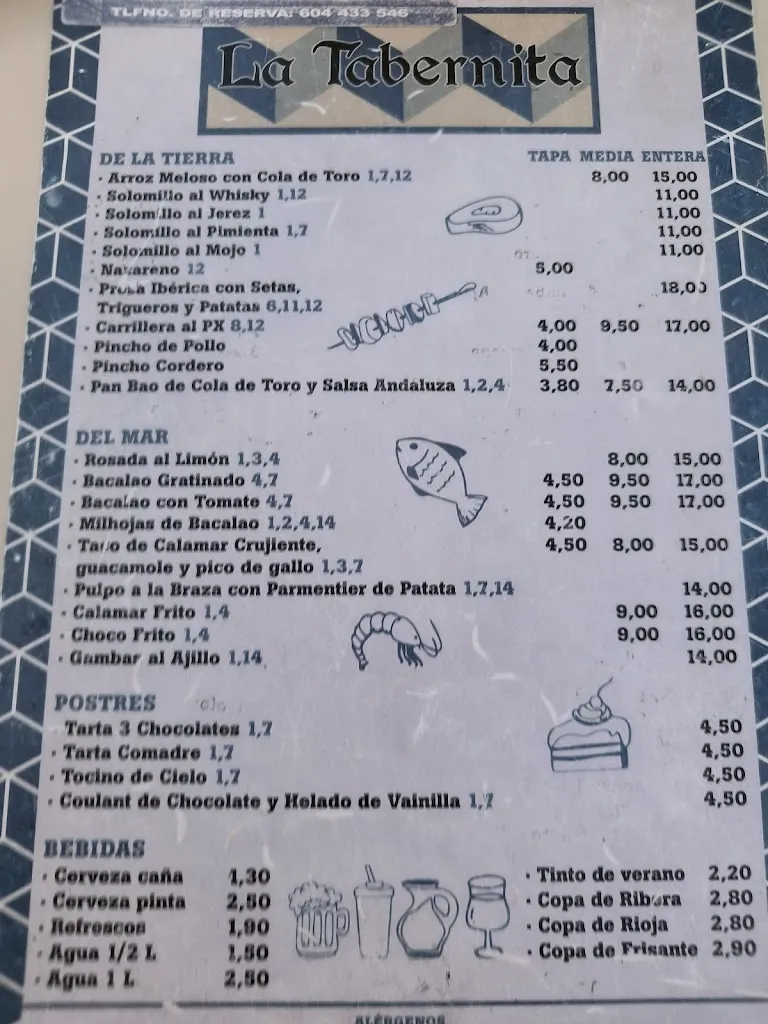 TLFNO. DE RESERVA: 604 433 546
La Tabernita
DE LA TIERRA TAPA MEDIA ENTERA
· Arroz Meloso con Cola de Toro 1,7,12 8,00 15,00
· Solomillo al Whisky 1,12 11,00
· Solomillo al Jerez 1 11,00
· Solomillo al Pimienta 1,7 11,00
· Solomillo al Mojo 1 11,00
· Navareno 12 5,00
· Presa Ibérica con Setas, 18,00
Trigueros y Patatas 6,11,12
· Carrillera al PX 8,12 4,00 9,50 17,00
· Pincho de Pollo 4,00
· Pincho Cordero 5,50
· Pan Bao de Cola de Toro y Salsa Andaluza 1,2,4 3,80 7,50 14,00
DEL MAR
· Rosada al Limón 1,3,4 8,00 15,00
· Bacalao Gratinado 4,7 4,50 9,50 17,00
· Bacalao con Tomate 4,7 4,50 9,50 17,00
· Milhojas de Bacalao 1,2,4,14 4,20
· Taco de Calamar Crujiente, 4,50 8,00 15,00
guacamole y pico de gallo 1,3,7
· Pulpo a la Braza con Parmentier de Patata 1,7,14 14,00
· Calamar Frito 1,4 9,00 16,00
· Choco Frito 1,4 9,00 16,00
· Gambar al Ajillo 1,14 14,00
POSTRES
Tarta 3 Chocolates 1,7 4,50
· Tarta Comadre 1,7 4,50
· Tocino de Cielo 1,7 4,50
· Coulant de Chocolate y Helado de Vainilla 1,7 4,50
BEBIDAS
· Cerveza caña 1,30
· Cerveza pinta 2,50
· Refrescos 1,90
· Agua 1/2 L 1,50
· Agua 1 L 2,50
· Tinto de verano 2,20
· Copa de Ribera 2,80
· Copa de Rioja 2,80
· Copa de Frisante 2,90
ALÉRGENOS